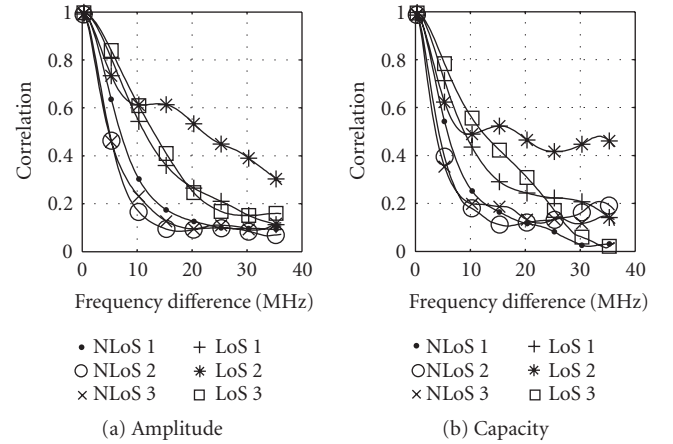 1
0.8
0.6
0.4
0.2
0
Correlation
0 10 20 30 40
Frequency difference (MHz)
NLoS 1 LoS 1
NLoS 2 LoS 2
NLoS 3 LoS 3
(a) Amplitude
1
0.8
0.6
0.4
0.2
0
Correlation
0 10 20 30 40
Frequency difference (MHz)
NLoS 1 LoS 1
NLoS 2 LoS 2
NLoS 3 LoS 3
(b) Capacity